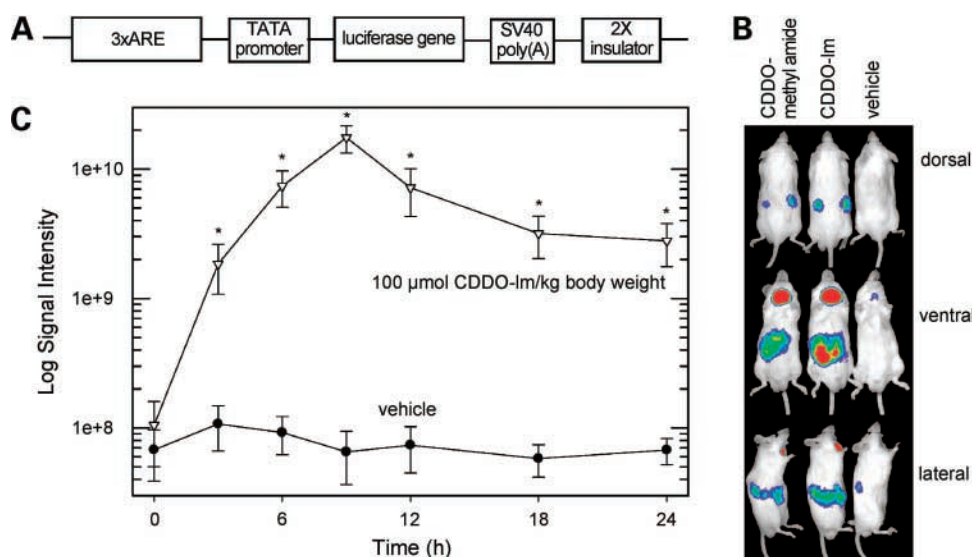 A
3xARE
TATA
promoter
luciferase gene
SV40
poly(A)
2X
insulator
B
CDDO-
methyl amide
CDDO-Im
vehicle
dorsal
ventral
lateral
C
Log Signal Intensity
1e+10
1e+9
1e+8
*
*
*
*
*
*
100 µmol CDDO-Im/kg body weight
vehicle
0
6
12
18
24
Time (h)